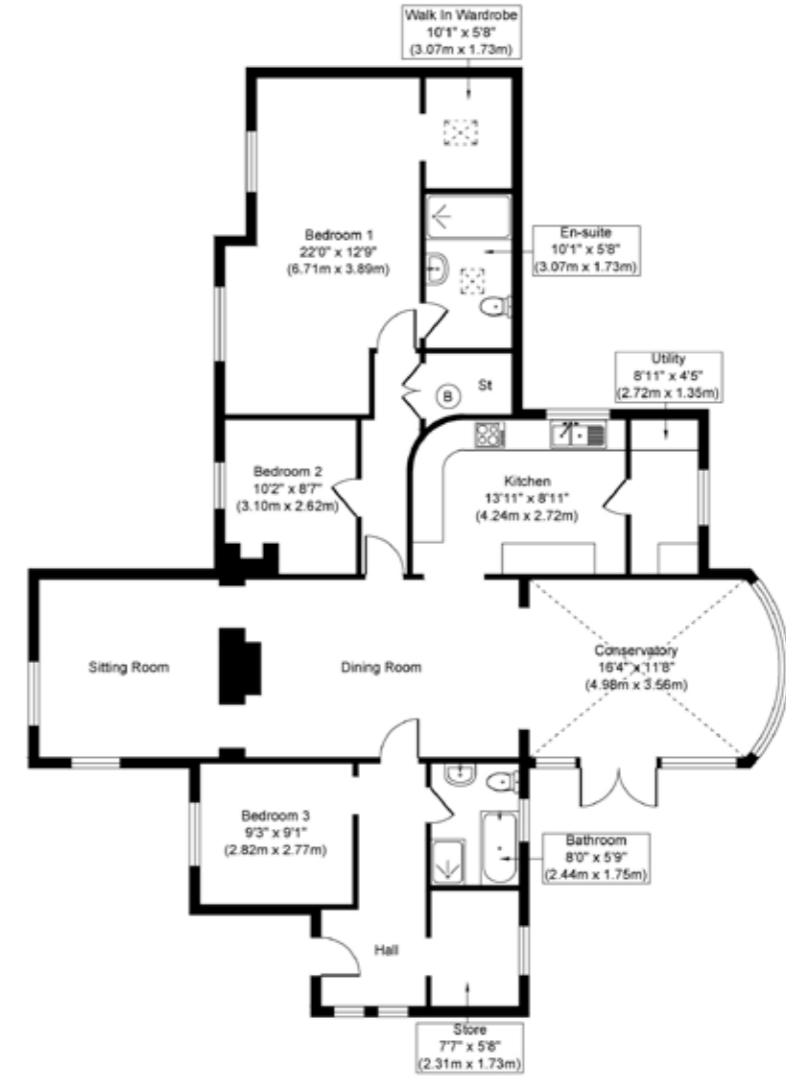 Walk In Wardrobe
10'1" x 5'8"
(3.07m x 1.73m)
Bedroom 1
22'0" x 12'9"
(6.71m x 3.89m)
En-suite
10'1" x 5'8"
(3.07m x 1.73m)
Utility
8'11" x 4'5"
(2.72m x 1.35m)
St
B
Bedroom 2
10'2" x 8'7"
(3.10m x 2.62m)
Kitchen
13'11" x 8'11"
(4.24m x 2.72m)
Sitting Room
Dining Room
Conservatory
16'4" x 11'8"
(4.98m x 3.56m)
Bedroom 3
9'3" x 9'1"
(2.82m x 2.77m)
Bathroom
8'0" x 5'9"
(2.44m x 1.75m)
Hall
Store
7'7" x 5'8"
(2.31m x 1.73m)